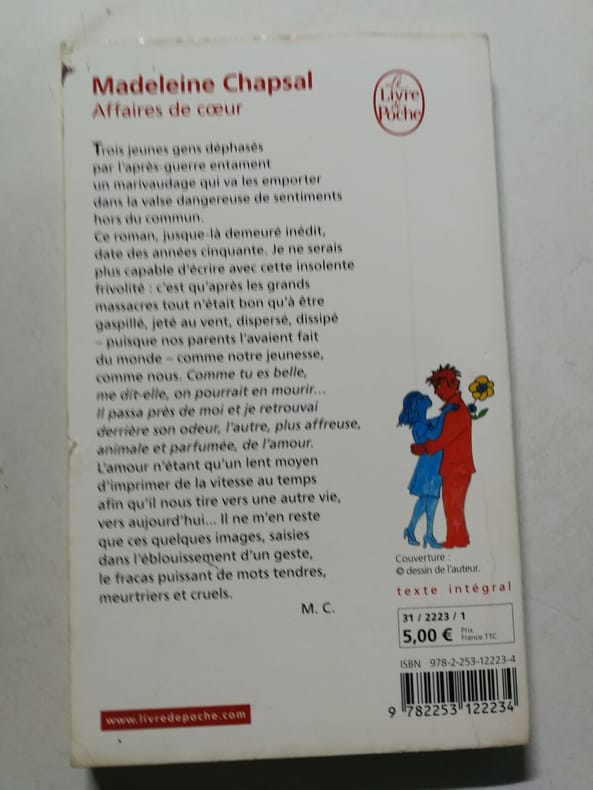 Madeleine Chapsal
Affaires de cœur
Le
Livre
de
Poche
Trois jeunes gens déphasés
par l'après-guerre entament
un marivaudage qui va les emporter
dans la valse dangereuse de sentiments
hors du commun.
Ce roman, jusque-là demeuré inédit,
date des années cinquante. Je ne serais
plus capable d'écrire avec cette insolente
frivolité : c'est qu'après les grands
massacres tout n'était bon qu'à être
gaspillé, jeté au vent, dispersé, dissipé
– puisque nos parents l'avaient fait
du monde – comme notre jeunesse,
comme nous. Comme tu es belle,
me dit-elle, on pourrait en mourir...
Il passa près de moi et je retrouvai
derrière son odeur, l'autre, plus affreuse,
animale et parfumée, de l'amour.
L'amour n'étant qu'un lent moyen
d'imprimer de la vitesse au temps
afin qu'il nous tire vers une autre vie,
vers aujourd'hui... Il ne m'en reste
que ces quelques images, saisies
dans l'éblouissement d'un geste,
le fracas puissant de mots tendres,
meurtriers et cruels.
M. C.
Couverture :
© dessin de l'auteur.
texte intégral
31 / 2223 / 1
5,00 € Prix
France TTC
ISBN 978-2-253-12223-4
9 782253 122234
www.livredepoche.com